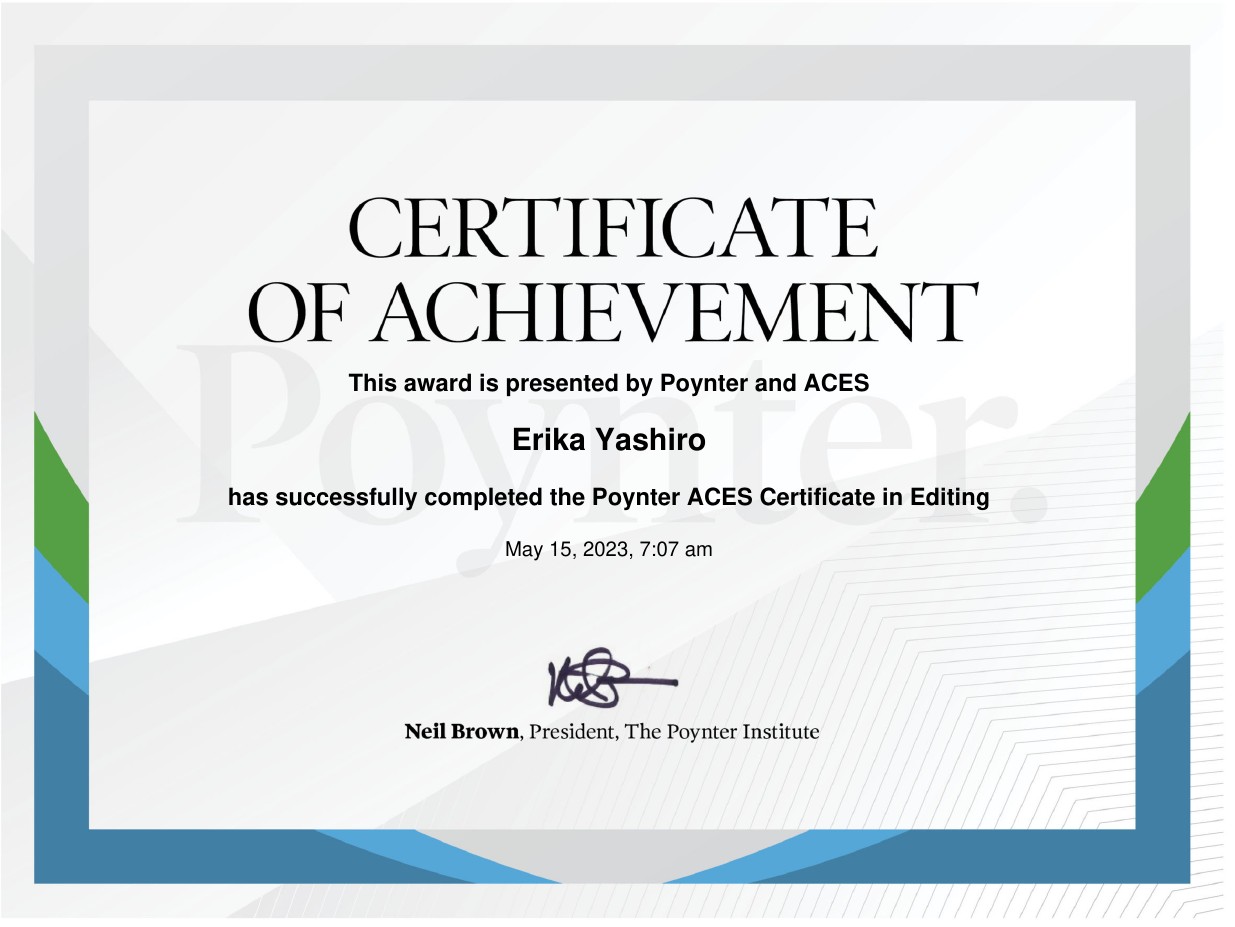 CERTIFICATE
OF ACHIEVEMENT
Poynter.
This award is presented by Poynter and ACES
Erika Yashiro
has successfully completed the Poynter ACES Certificate in Editing
May 15, 2023, 7:07 am
Neil Brown, President, The Poynter Institute